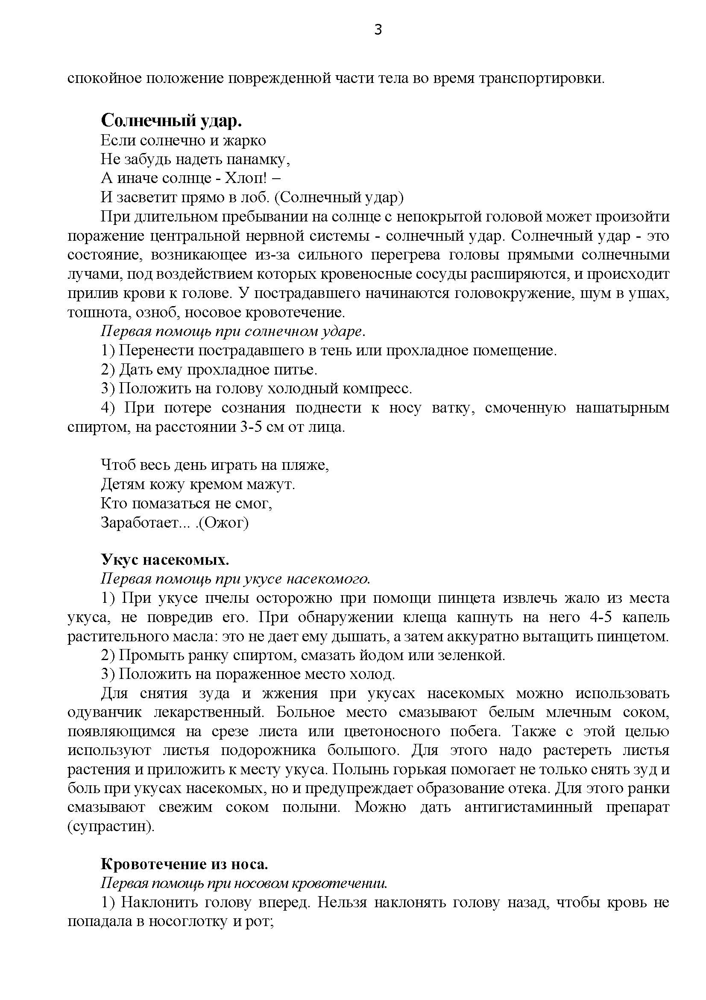 3
спокойное положение поврежденной части тела во время транспортировки.
Солнечный удар.
Если солнечно и жарко
Не забудь надеть панамку,
А иначе солнце - Хлоп! –
И засветит прямо в лоб. (Солнечный удар)
При длительном пребывании на солнце с непокрытой головой может произойти
поражение центральной нервной системы - солнечный удар. Солнечный удар - это
состояние, возникающее из-за сильного перегрева головы прямыми солнечными
лучами, под воздействием которых кровеносные сосуды расширяются, и происходит
прилив крови к голове. У пострадавшего начинаются головокружение, шум в ушах,
тошнота, озноб, носовое кровотечение.
Первая помощь при солнечном ударе.
1) Перенести пострадавшего в тень или прохладное помещение.
2) Дать ему прохладное питье.
3) Положить на голову холодный компресс.
4) При потере сознания поднести к носу ватку, смоченную нашатырным
спиртом, на расстоянии 3-5 см от лица.
Чтоб весь день играть на пляже,
Детям кожу кремом мажут.
Кто помазаться не смог,
Заработает... .(Ожог)
Укус насекомых.
Первая помощь при укусе насекомого.
1) При укусе пчелы осторожно при помощи пинцета извлечь жало из места
укуса, не повредив его. При обнаружении клеща капнуть на него 4-5 капель
растительного масла: это не дает ему дышать, а затем аккуратно вытащить пинцетом.
2) Промыть ранку спиртом, смазать йодом или зеленкой.
3) Положить на пораженное место холод.
Для снятия зуда и жжения при укусах насекомых можно использовать
одуванчик лекарственный. Больное место смазывают белым млечным соком,
появляющимся на срезе листа или цветоносного побега. Также с этой целью
используют листья подорожника большого. Для этого надо растереть листья
растения и приложить к месту укуса. Полынь горькая помогает не только снять зуд и
боль при укусах насекомых, но и предупреждает образование отека. Для этого ранки
смазывают свежим соком полыни. Можно дать антигистаминный препарат
(супрастин).
Кровотечение из носа.
Первая помощь при носовом кровотечении.
1) Наклонить голову вперед. Нельзя наклонять голову назад, чтобы кровь не
попадала в носоглотку и рот;